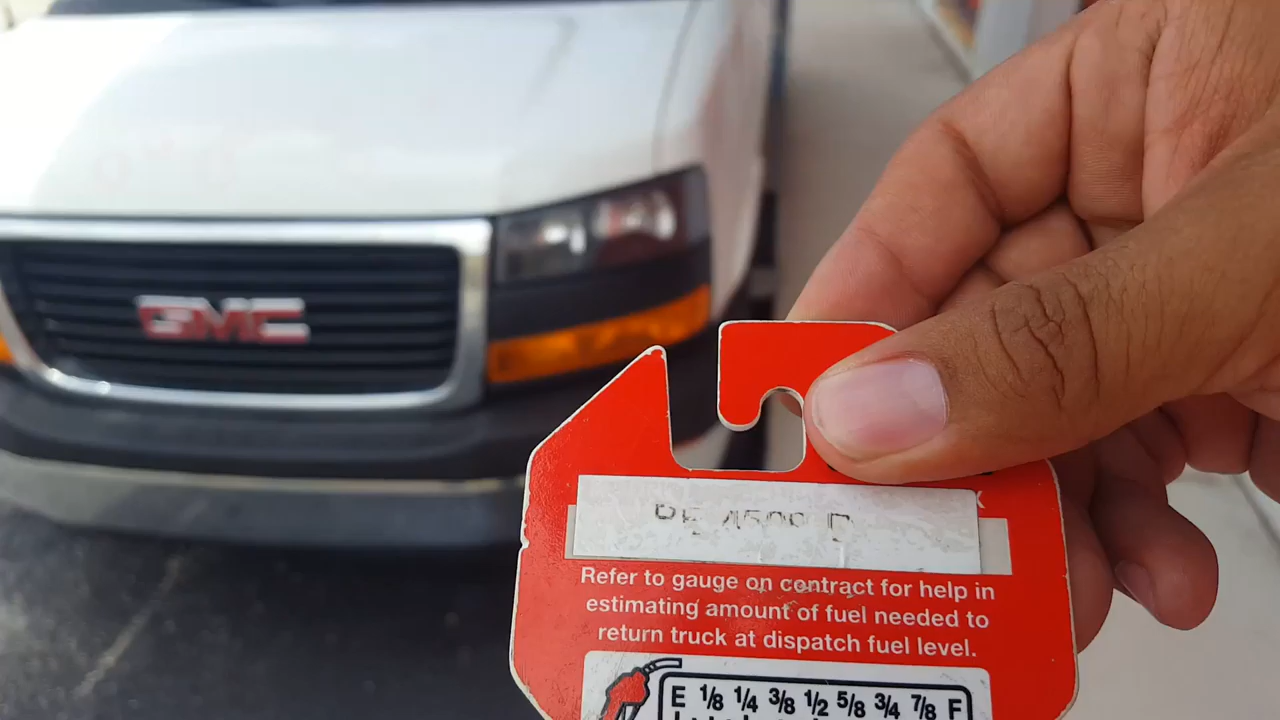 GMC
Refer to gauge on contract for help in
estimating amount of fuel needed to
return truck at dispatch fuel level.
E 1/8 1/4 3/8 1/2 5/8 3/4 7/8 F